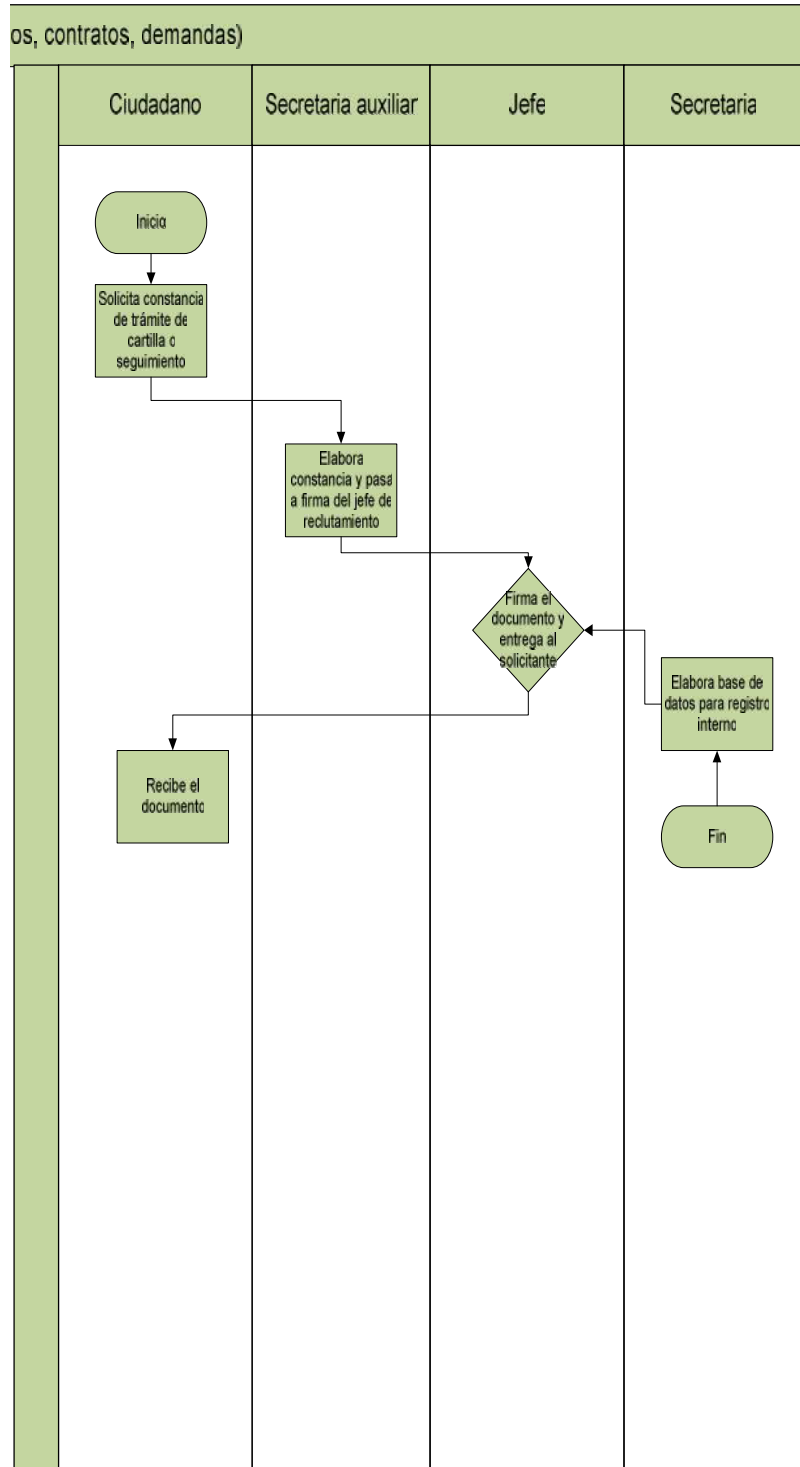 os, contratos, demandas)
Ciudadano
Secretaria auxiliar
Jefe
Secretaria
Inicia
Solicita constancia
de trámite de
cartilla o
seguimiento
Elabora
constancia y pasa
a firma del jefe de
reclutamiento
Firma el
documento y
entrega al
solicitante
Elabora base de
datos para registro
interno
Recibe el
documento
Fin